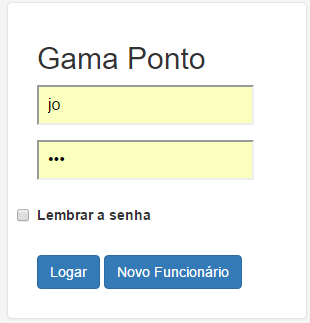 Gama Ponto
jo
•••
Lembrar a senha
Logar Novo Funcionário